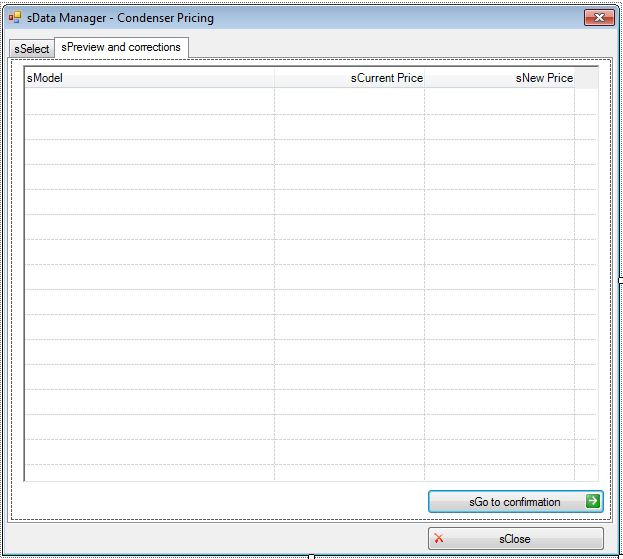 sData Manager - Condenser Pricing
sSelect
sPreview and corrections
sModel sCurrent Price sNew Price
sGo to confirmation
sClose